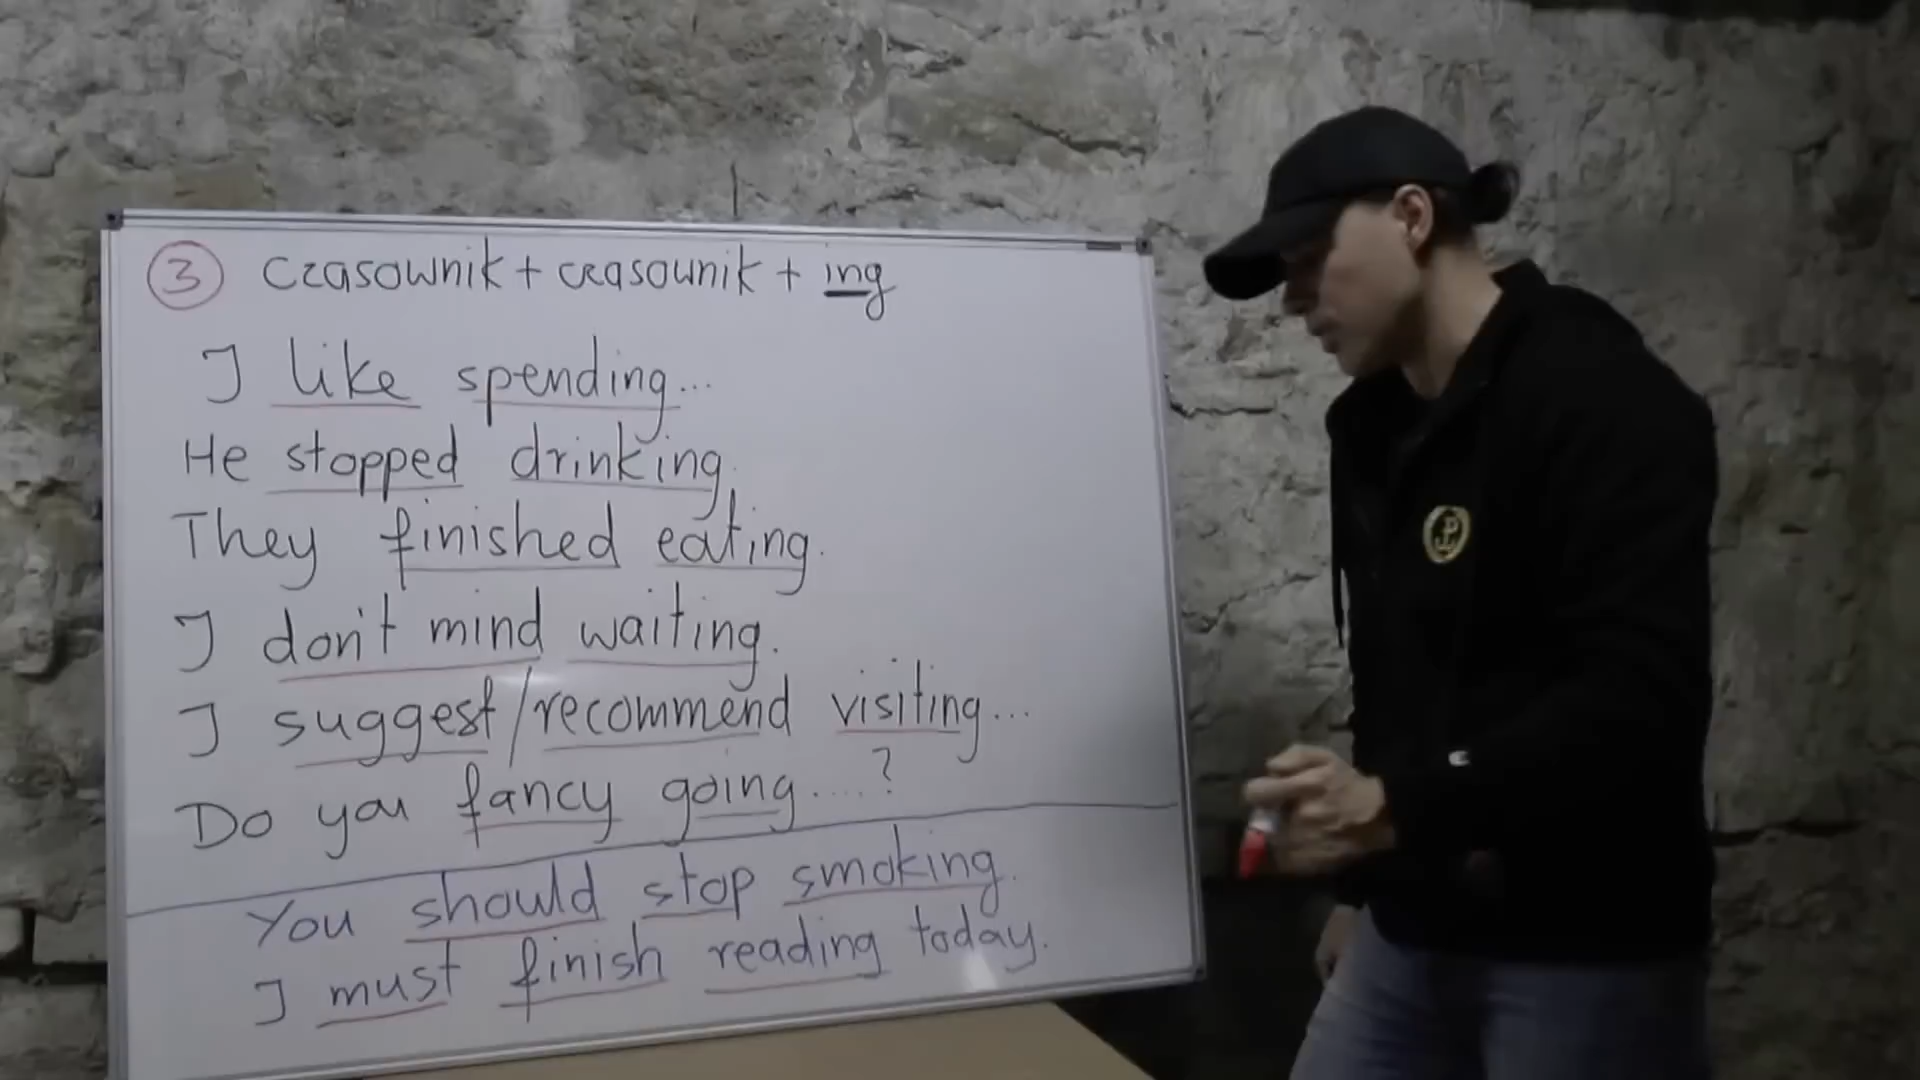 3 czasownik + czasownik + ing
I like spending...
He stopped drinking.
They finished eating.
I don't mind waiting.
I suggest/recommend visiting...
Do you fancy going....?
You should stop smoking.
I must finish reading today.